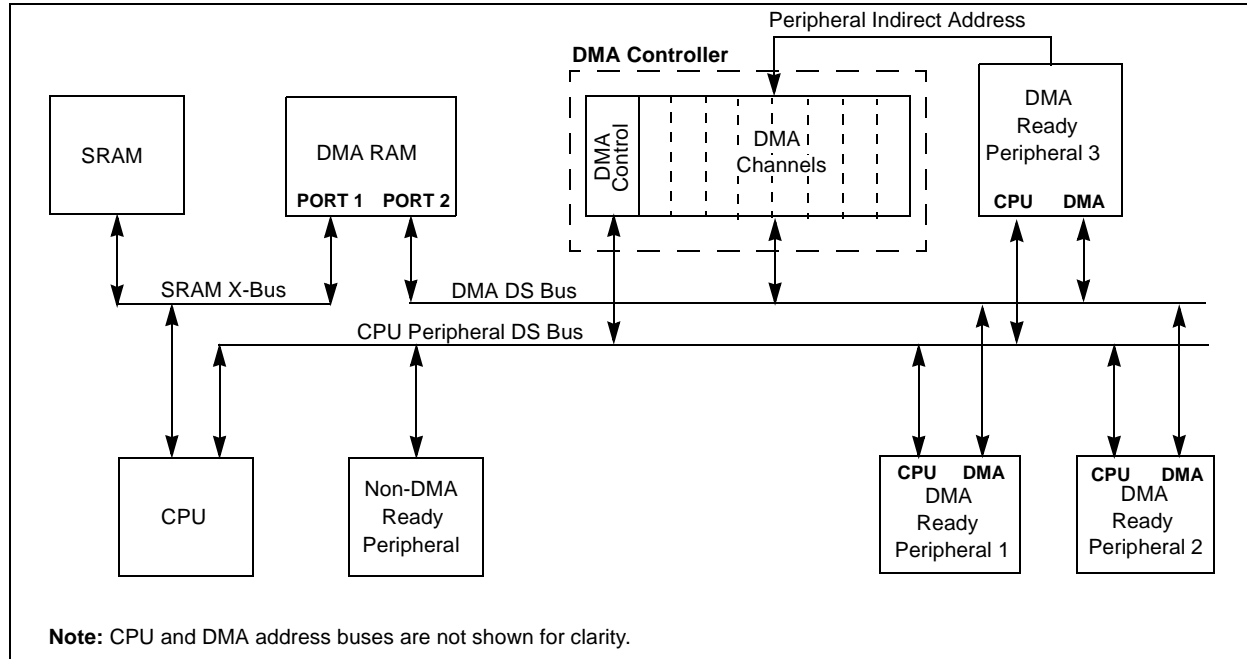 Peripheral Indirect Address
DMA Controller
SRAM
DMA RAM
PORT 1 PORT 2
DMA
Control
DMA
Channels
DMA
Ready
Peripheral 3
CPU DMA
SRAM X-Bus
DMA DS Bus
CPU Peripheral DS Bus
CPU
Non-DMA
Ready
Peripheral
CPU DMA
DMA
Ready
Peripheral 1
CPU DMA
DMA
Ready
Peripheral 2
Note: CPU and DMA address buses are not shown for clarity.